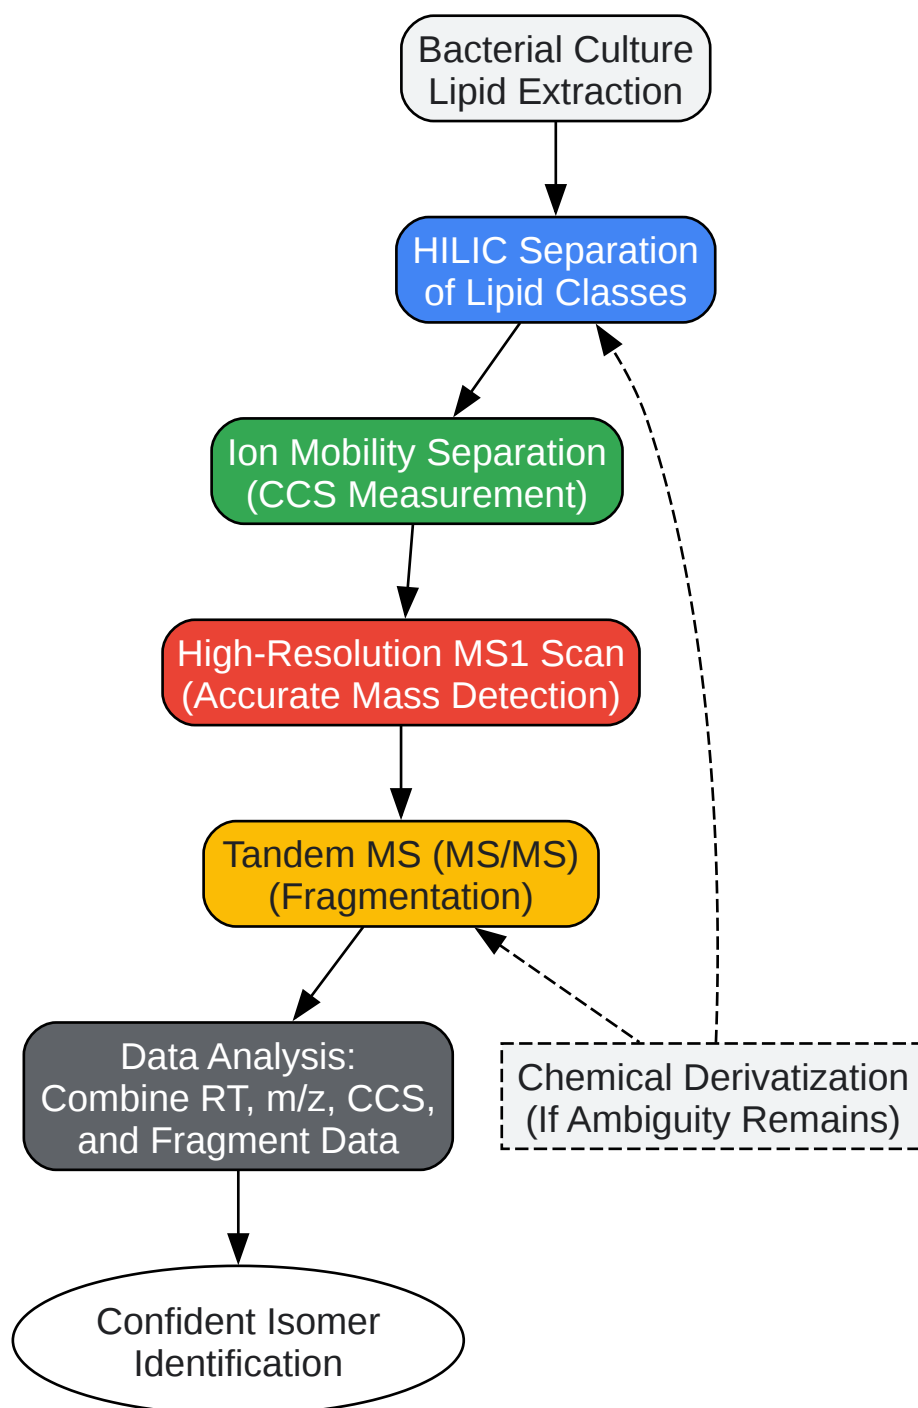 Bacterial Culture
Lipid Extraction
HILIC Separation
of Lipid Classes
Ion Mobility Separation
(CCS Measurement)
High-Resolution MS1 Scan
(Accurate Mass Detection)
Tandem MS (MS/MS)
(Fragmentation)
Data Analysis:
Combine RT, m/z, CCS,
and Fragment Data
Chemical Derivatization
(If Ambiguity Remains)
Confident Isomer
Identification